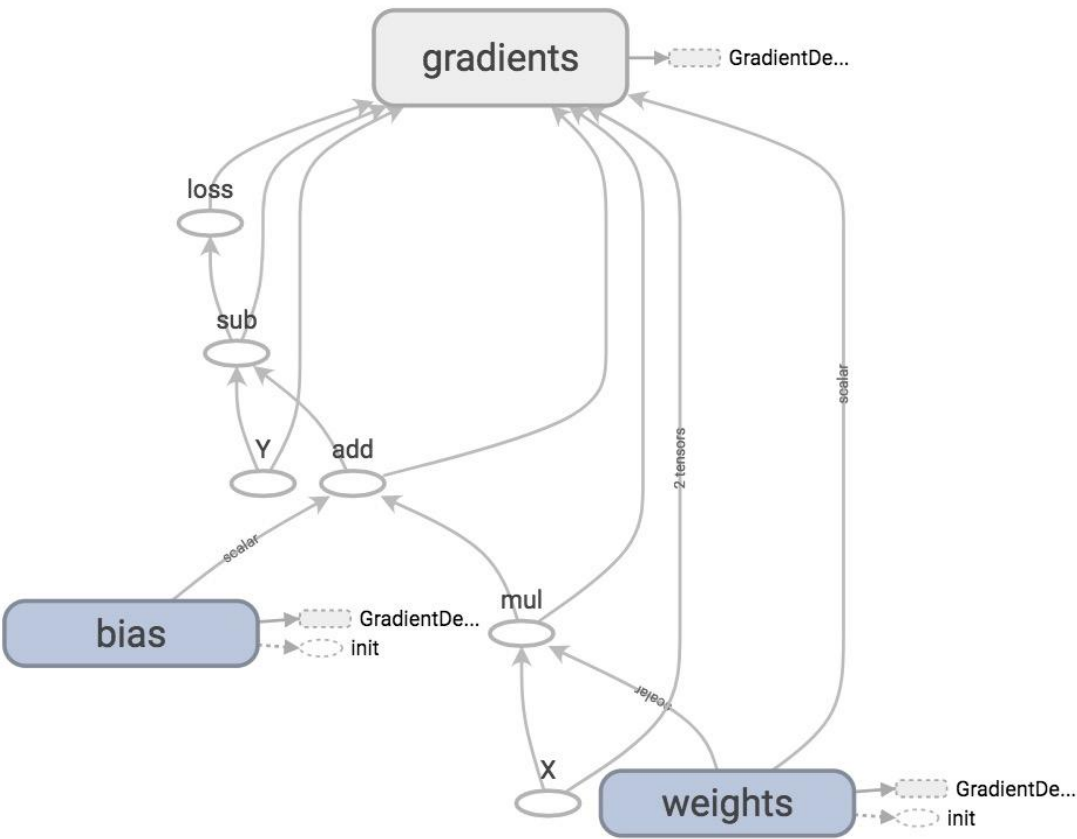 gradients
GradientDe...
loss
sub
scalar
Y
add
2 tensors
scalar
mul
bias
GradientDe...
init
scalar
X
weights
GradientDe...
init